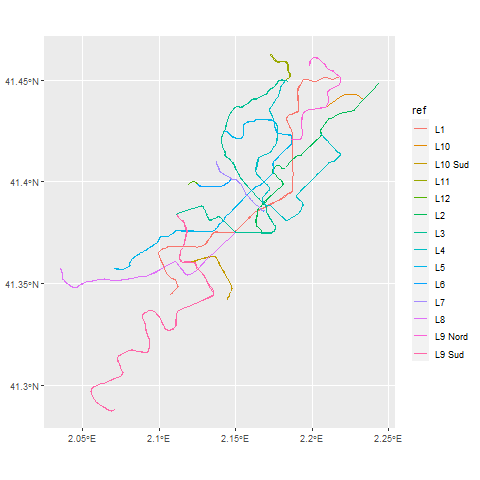 41.45°N
41.4°N
41.35°N
41.3°N
2.05°E
2.1°E
2.15°E
2.2°E
2.25°E
ref
L1
L10
L10 Sud
L11
L12
L2
L3
L4
L5
L6
L7
L8
L9 Nord
L9 Sud